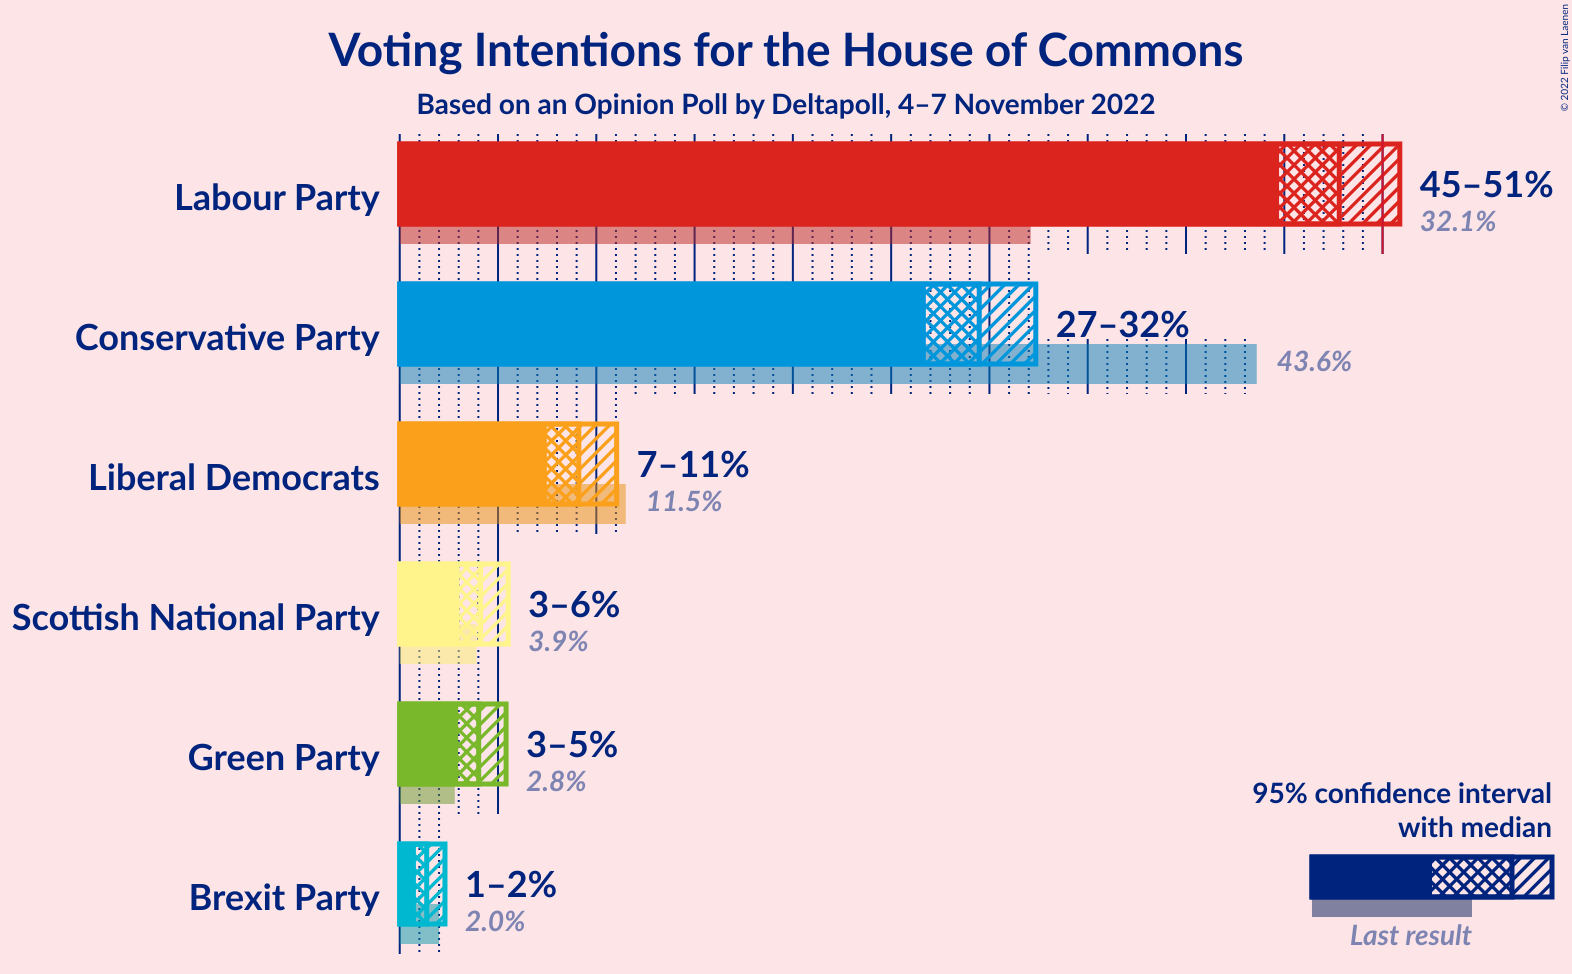 Voting Intentions for the House of Commons
Based on an Opinion Poll by Deltapoll, 4–7 November 2022
© 2022 Filip van Laenen
Labour Party
45–51%
32.1%
Conservative Party
27–32%
43.6%
Liberal Democrats
7–11%
11.5%
Scottish National Party
3–6%
3.9%
Green Party
3–5%
2.8%
Brexit Party
1–2%
2.0%
95% confidence interval
with median
Last result